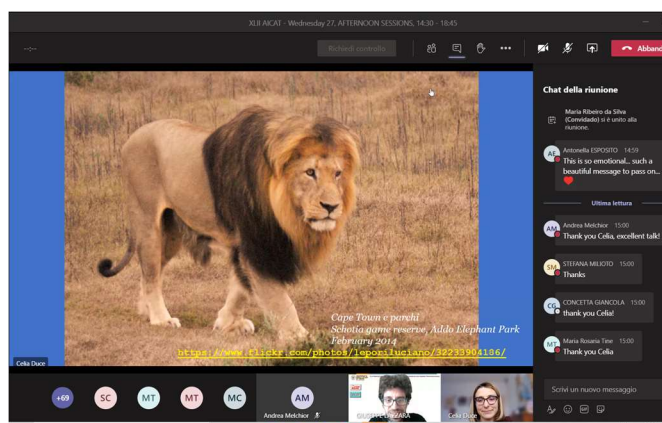 XLII AICAT - Wednesday 27, AFTERNOON SESSIONS, 14:30 - 18:45
--:--
Richiedi controllo
Abband
Cape Town e parchi
Schotia game reserve, Addo Elephant Park
February 2014
https://www.flickr.com/photos/leporiluciano/32233904186/
Celia Duce
Chat della riunione
Maria Ribeiro da Silva
(Convidado) si è unito alla
riunione.
AE
Antonella ESPOSITO 14:59
This is so emotional... such a
beautiful message to pass on...
Ultima lettura
AM
Andrea Melchior 15:00
Thank you Celia, excellent talk!
SM
STEFANA MILIOTO 15:00
Thanks
CG
CONCETTA GIANCOLA 15:00
thank you Celia!
MT
Maria Rosaria Tine 15:00
Thank you Celia
Scrivi un nuovo messaggio
GIF
+69
SC
MT
MT
MC
AM
Andrea Melchior
Celia Duce